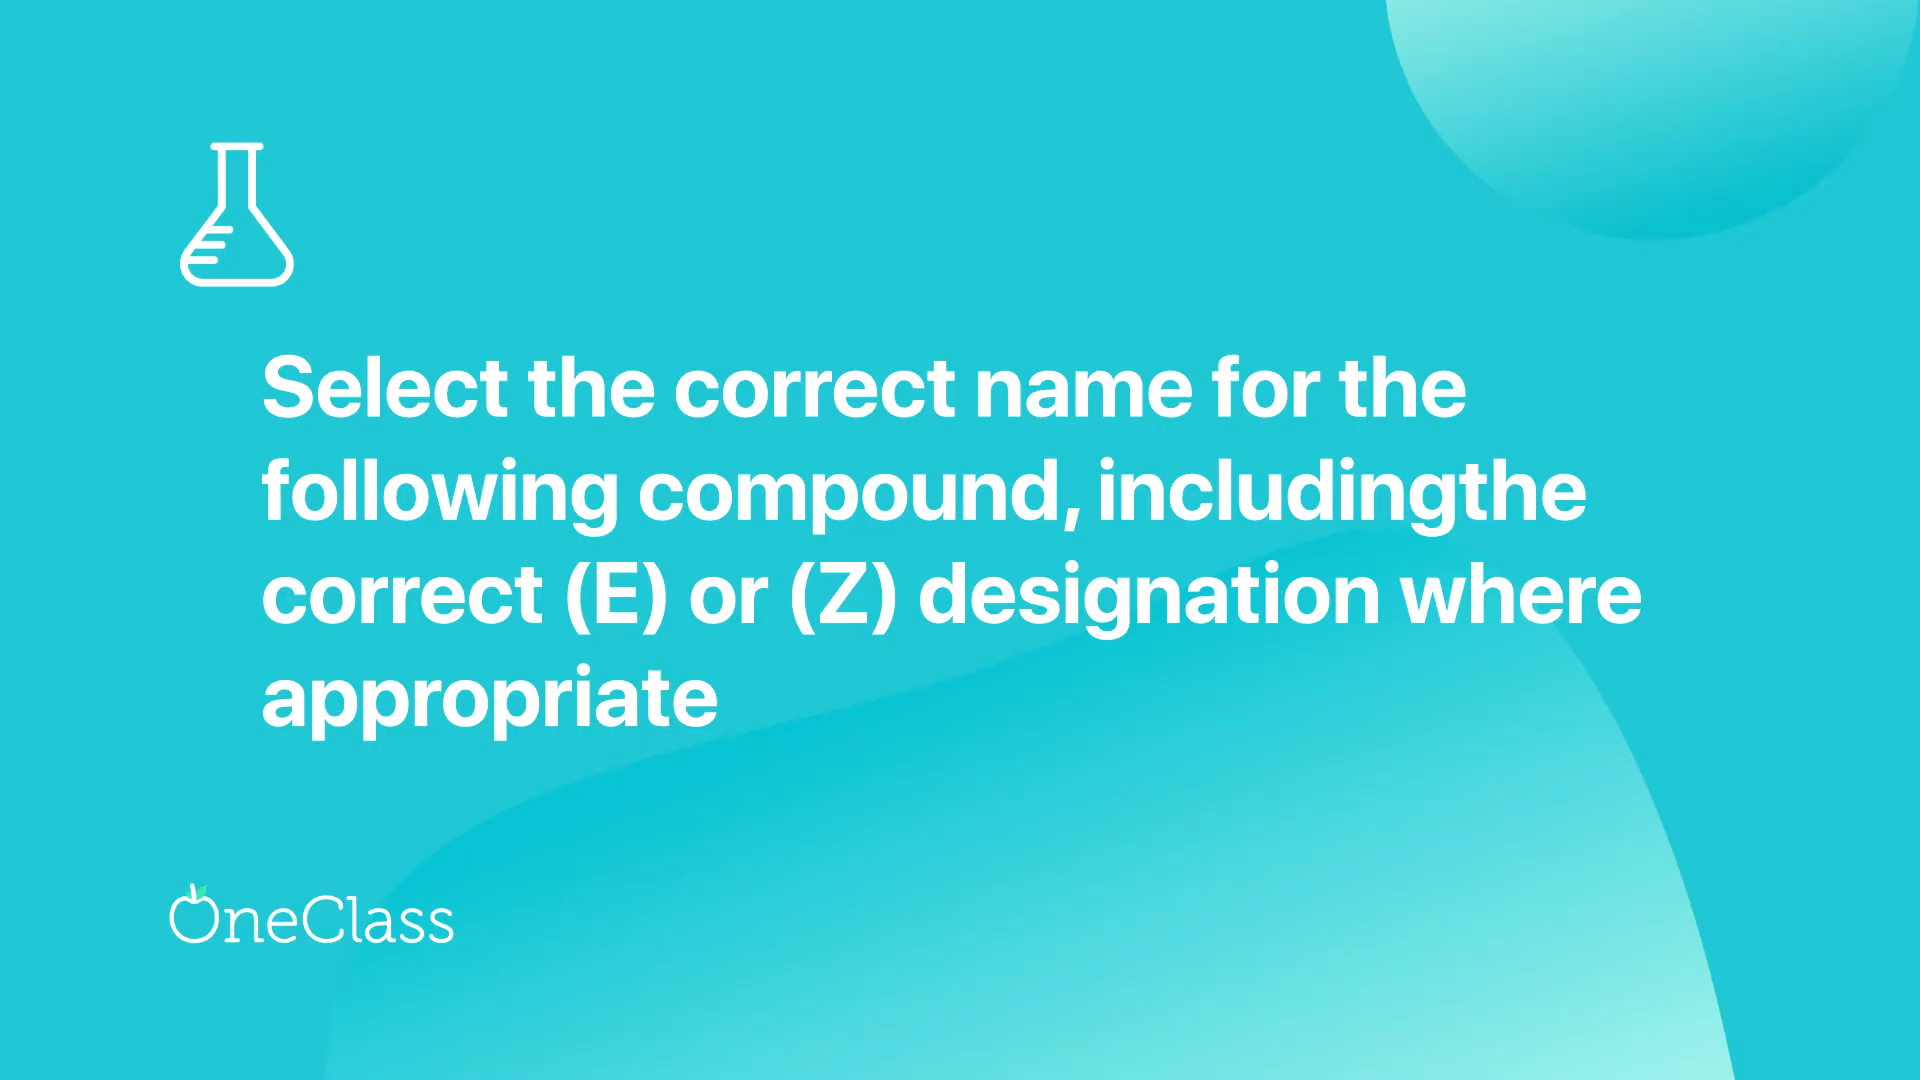 Select the correct name for the
following compound, includingthe
correct (E) or (Z) designation where
appropriate
OneClass